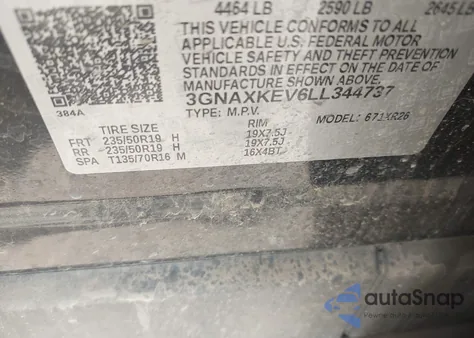 4464 LB 2590 LB 2645 LB
THIS VEHICLE CONFORMS TO ALL
APPLICABLE U.S. FEDERAL MOTOR
VEHICLE SAFETY AND THEFT PREVENTION
STANDARDS IN EFFECT ON THE DATE OF
MANUFACTURE SHOWN ABOVE.
3GNAXKEV6LL344737
TYPE: M.P.V. MODEL: 671XR26
384A
TIRE SIZE RIM
FRT 235/50R19 H 19X7.5J
RR 235/50R19 H 19X7.5J
SPA T135/70R16 M 16X4BT
autoSnap